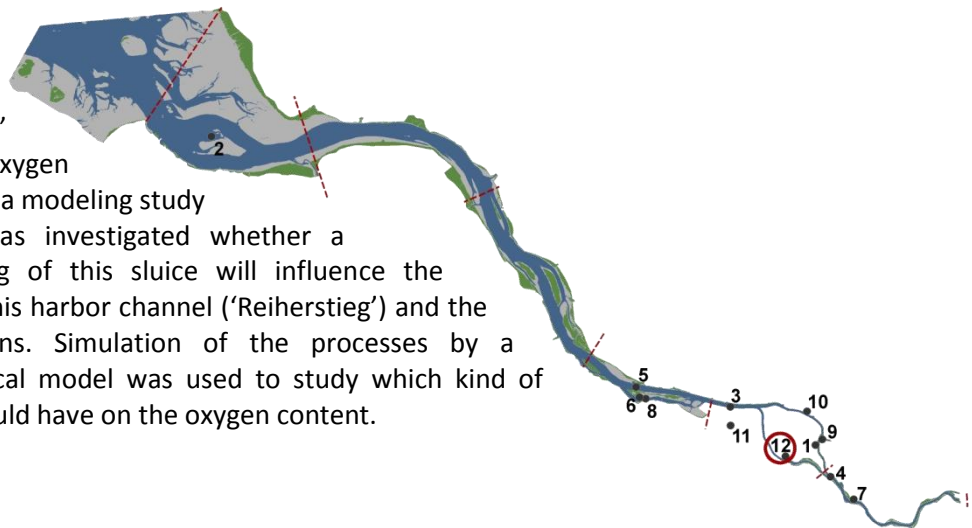 ,
2
xygen
a modeling study
as investigated whether a
g of this sluice will influence the
nis harbor channel (‘Reiherstieg’) and the
ns. Simulation of the processes by a
cal model was used to study which kind of
uld have on the oxygen content.
5
6 8
3
10
11
9
1
12
4
7